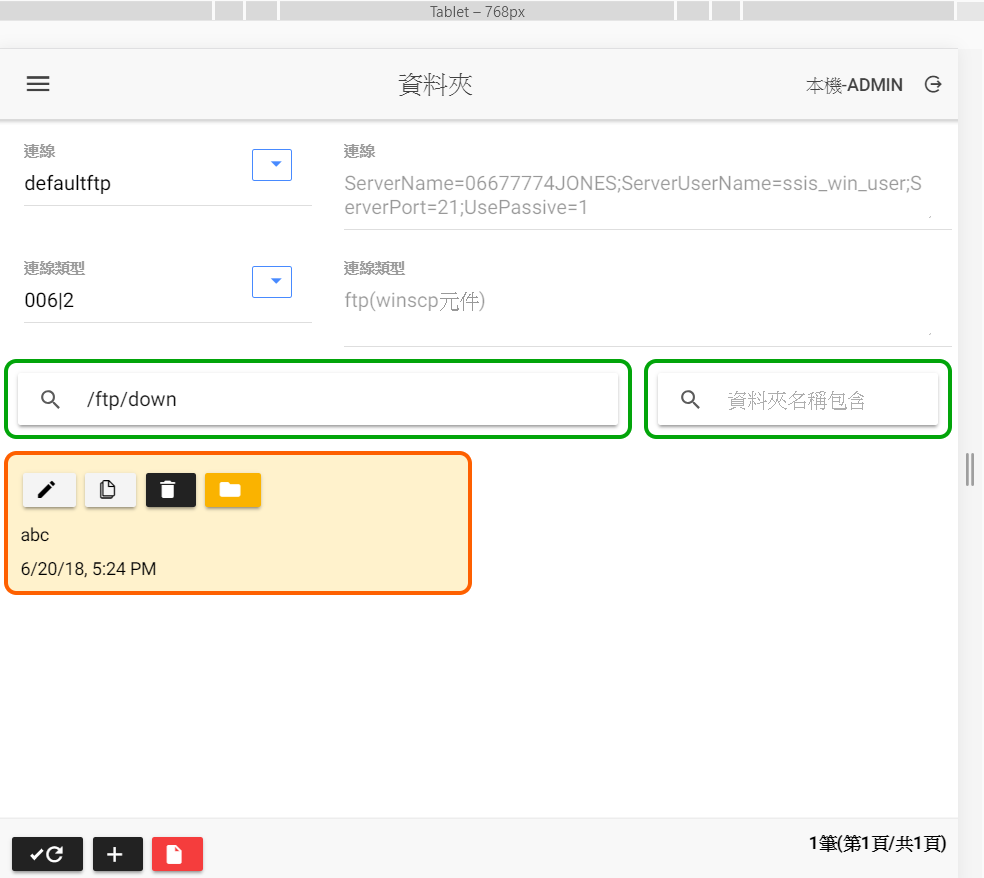 Tablet – 768px
資料夾
本機-ADMIN
連線
defaultftp
連線
ServerName=06677774JONES;ServerUserName=ssis_win_user;S
erverPort=21;UsePassive=1
連線類型
006|2
連線類型
ftp(winscp元件)
/ftp/down
資料夾名稱包含
abc
6/20/18, 5:24 PM
1筆(第1頁/共1頁)